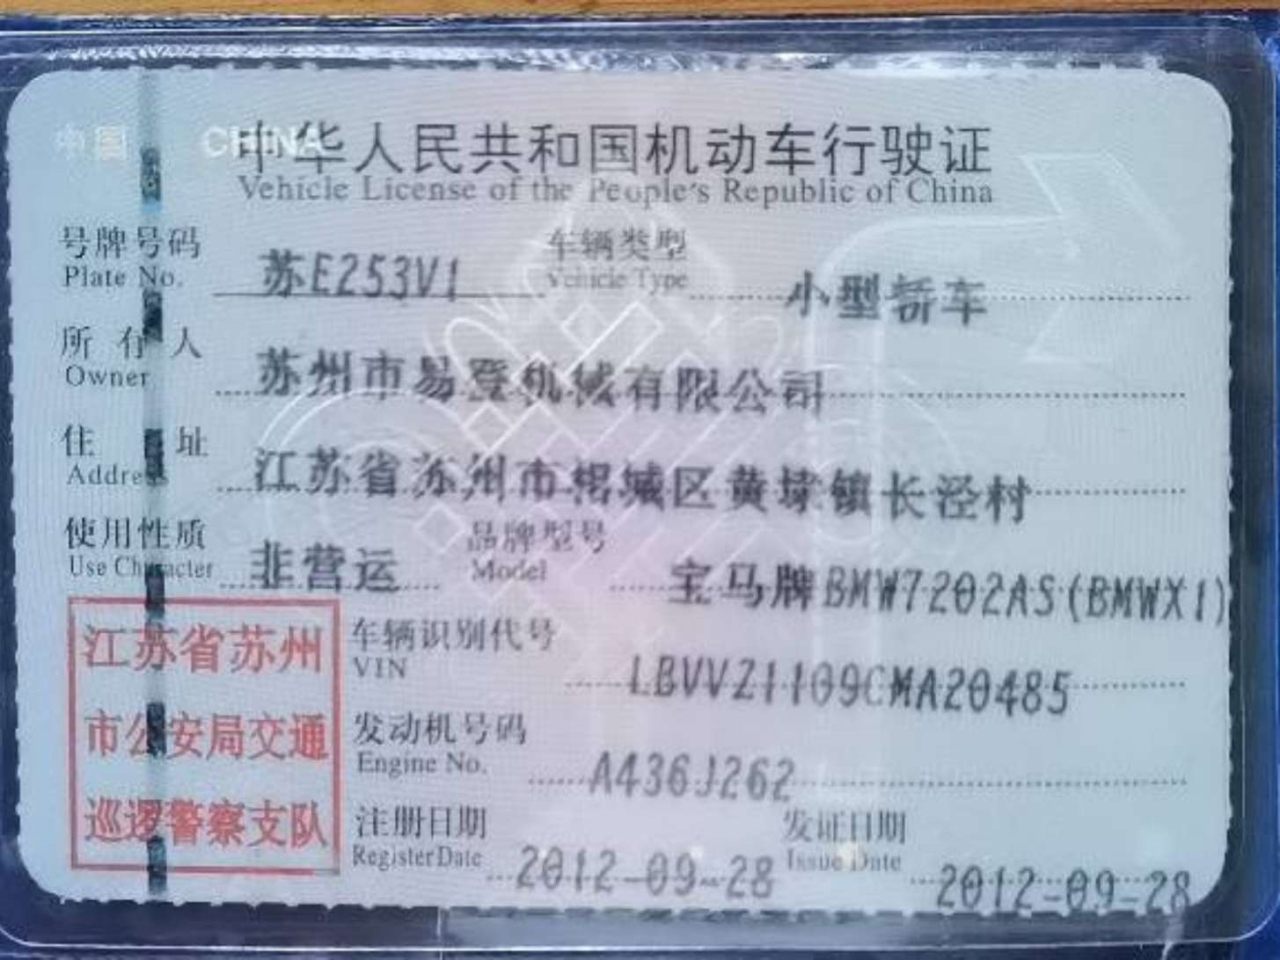 中国 CHINA
中华人民共和国机动车行驶证
Vehicle License of the People's Republic of China
号牌号码 苏E253V1 车辆类型 小型轿车
Plate No. Vehicle Type
所有人 苏州市易登机械有限公司
Owner
住址 江苏省苏州市相城区黄埭镇长泾村
Address
使用性质 非营运 品牌型号 宝马牌BMW7202AS(BMWX1)
Use Character Model
江苏省苏州
市公安局交通
巡逻警察支队
车辆识别代号 LBVVZ1109CMA20485
VIN
发动机号码 A436J262
Engine No.
注册日期 2012-09-28 发证日期 2012-09-28
Register Date Issue Date